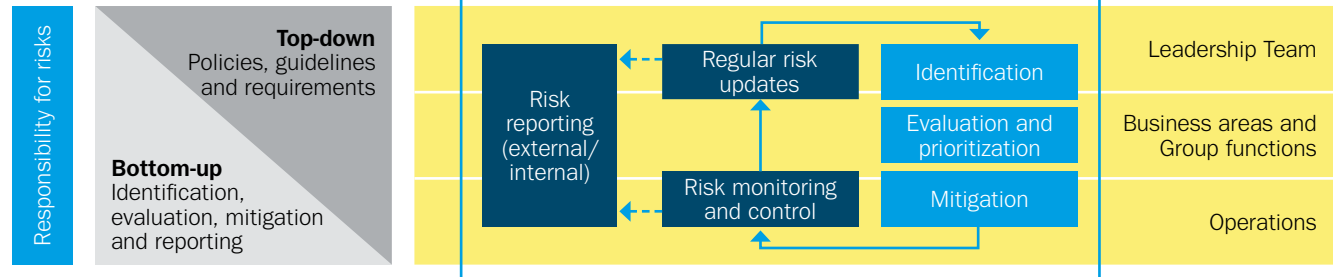 Responsibility for risks
Top-down
Policies, guidelines
and requirements
Bottom-up
Identification,
evaluation, mitigation
and reporting
Risk
reporting
(external/
internal)
Regular risk
updates
Risk monitoring
and control
Identification
Evaluation and
prioritization
Mitigation
Leadership Team
Business areas and
Group functions
Operations